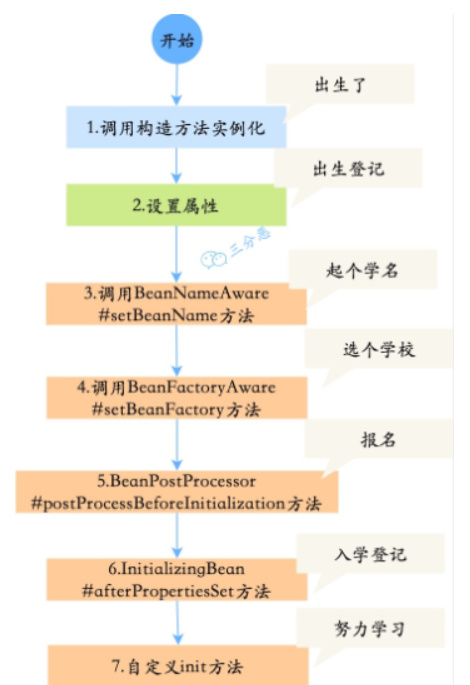 开始
出生了
1.调用构造方法实例化
出生登记
2.设置属性
三分恶
起个学名
3.调用BeanNameAware
#setBeanName方法
选个学校
4.调用BeanFactoryAware
#setBeanFactory方法
报名
5.BeanPostProcessor
#postProcessBeforeInitialization方法
入学登记
6.InitializingBean
#afterPropertiesSet方法
努力学习
7.自定义init方法